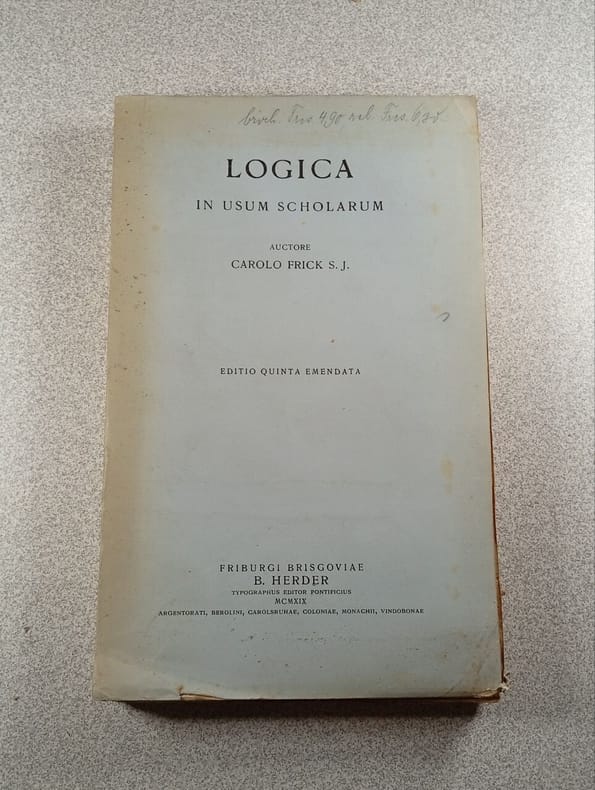 LOGICA
IN USUM SCHOLARUM
AUCTORE
CAROLO FRICK S. J.
EDITIO QUINTA EMENDATA
FRIBURGI BRISGOVIAE
B. HERDER
TYPOGRAPHUS EDITOR PONTIFICIUS
MCMXIX
ARGENTORATI, BEROLINI, CAROLSRUHAE, COLONIAE, MONACHII, VINDOBONAE